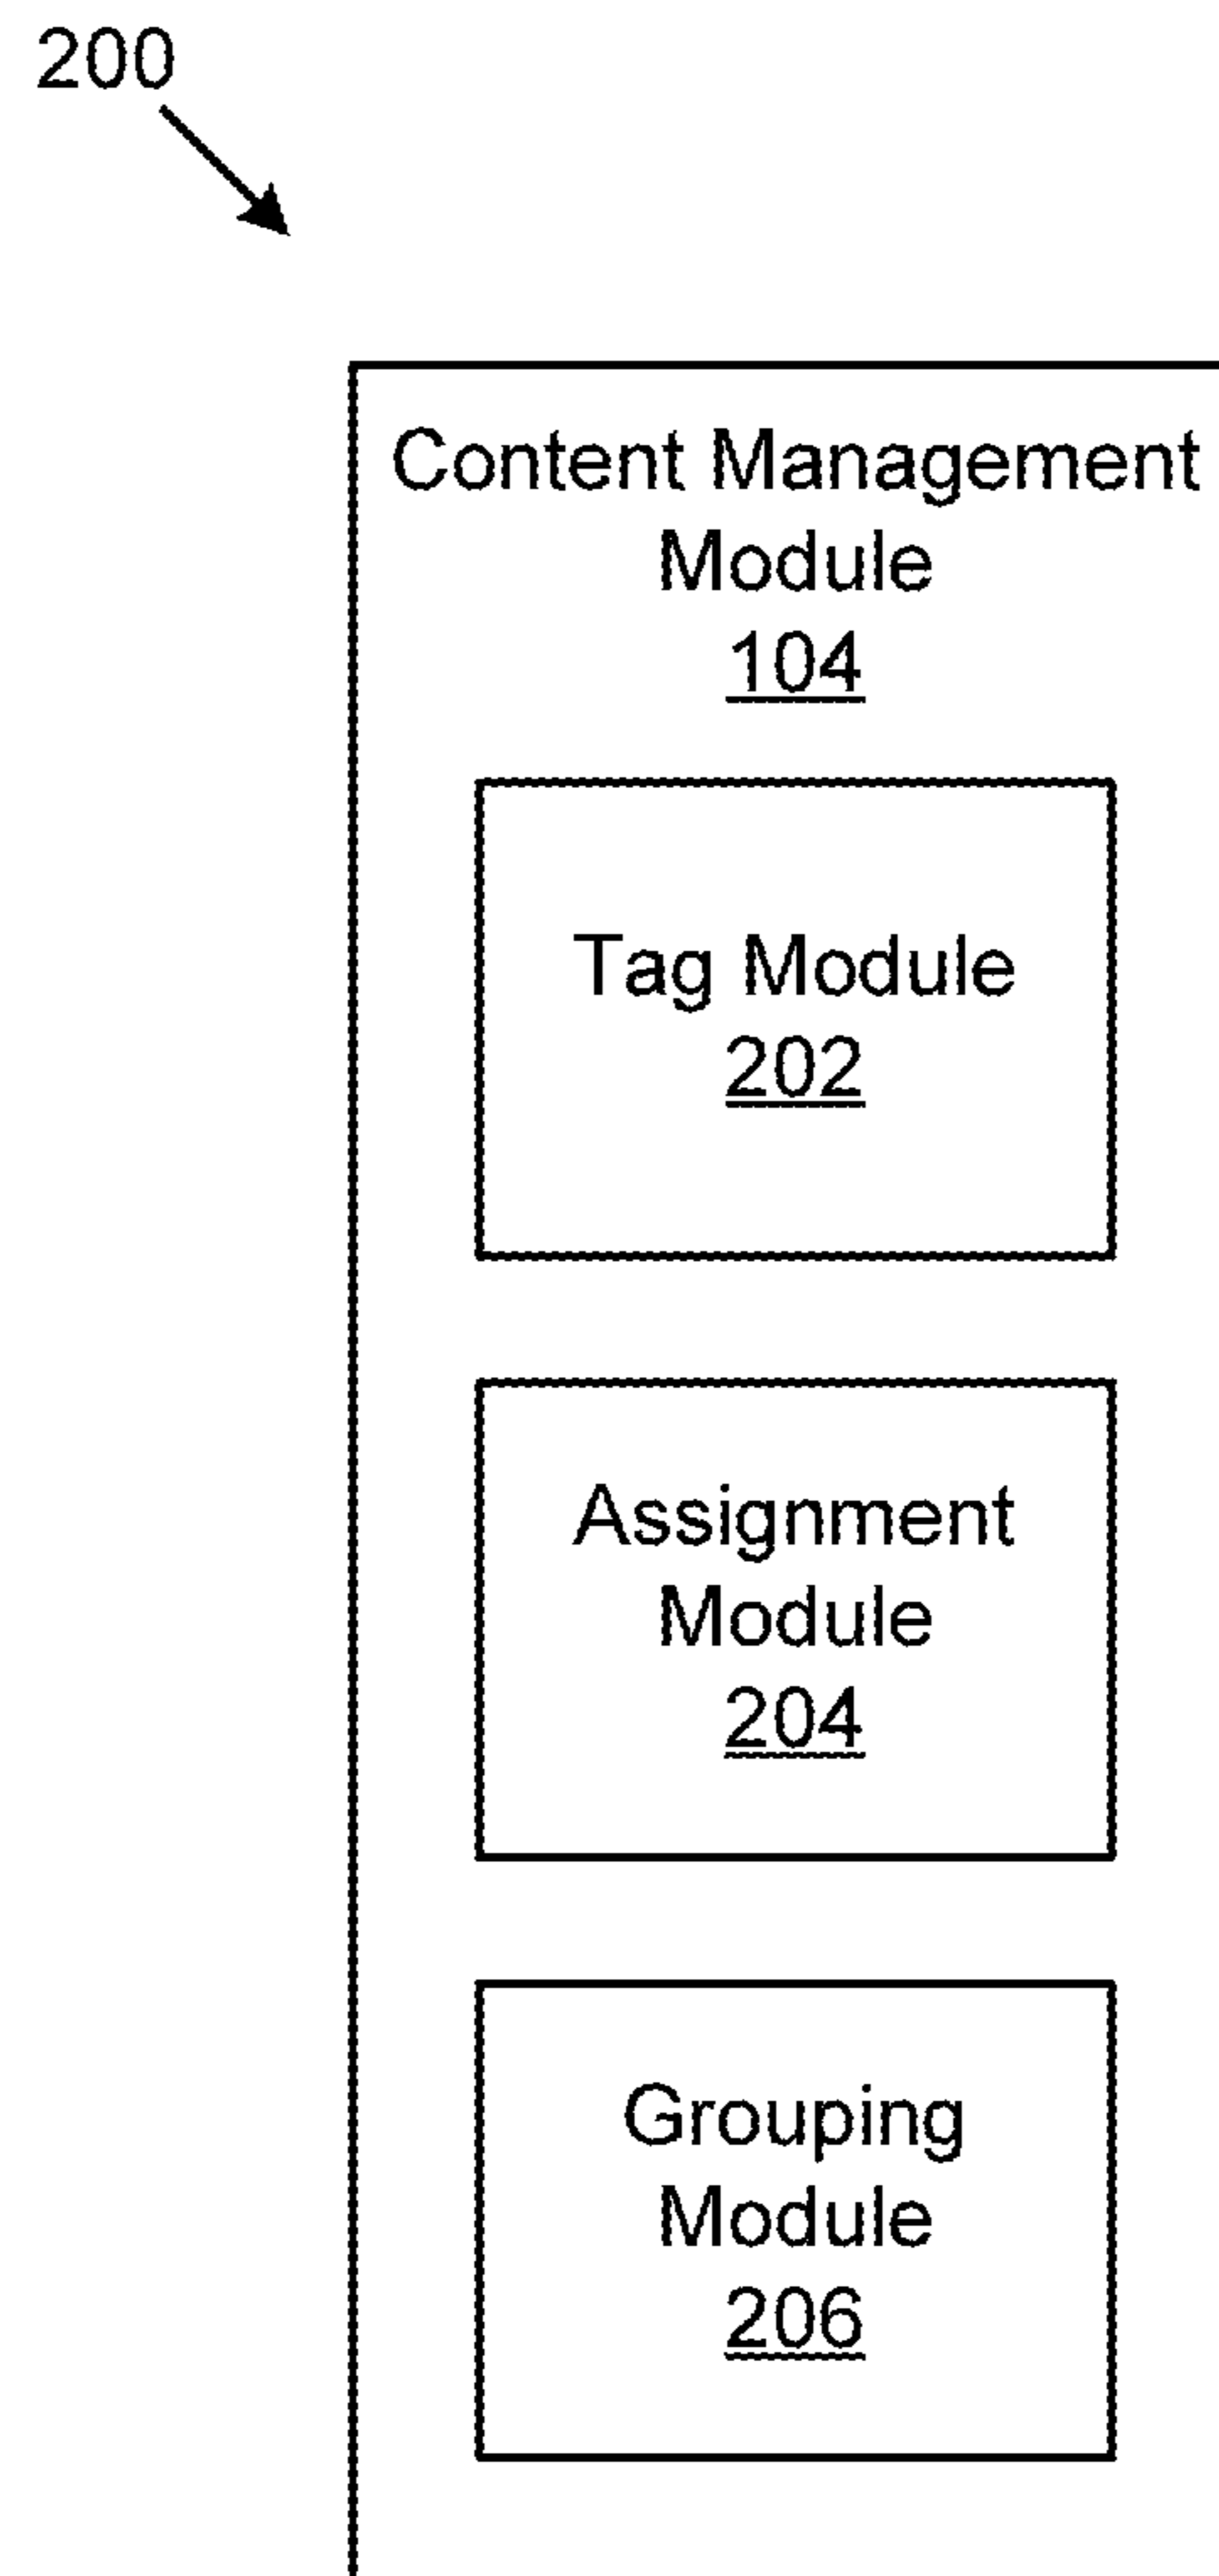 200
Content Management
Module
104
Tag Module
202
Assignment
Module
204
Grouping
Module
206